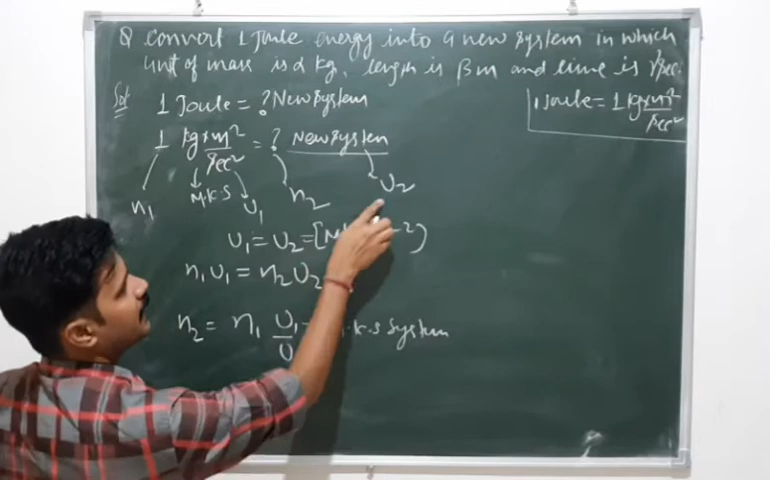 Q convert 1 Joule energy into a new system in which
unit of mass is α kg, length is βm and time is γ sec.
Sol 1 Joule = ? New System
1 Joule = 1 kg×m²/sec²
1 kg×m²/sec² = ? New System
M.K.S
n₁ U₁ n₂ U₂
U₁ = U₂ = [M
n₁U₁ = n₂U₂
n₂ = n₁ U₁/U .K.S System